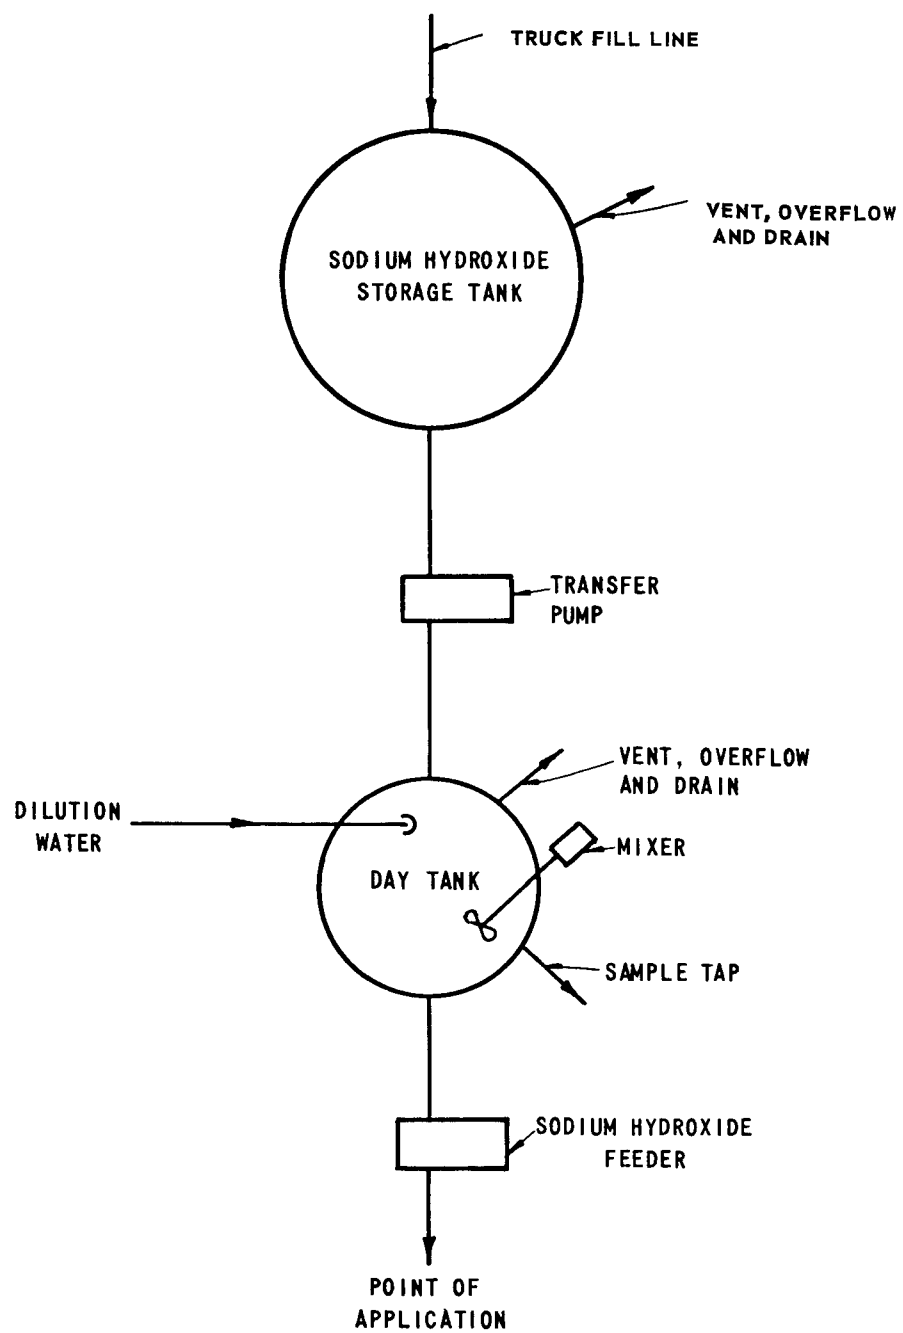 TRUCK FILL LINE
VENT, OVERFLOW
AND DRAIN
SODIUM HYDROXIDE
STORAGE TANK
TRANSFER
PUMP
VENT, OVERFLOW
AND DRAIN
DILUTION
WATER
MIXER
DAY TANK
SAMPLE TAP
SODIUM HYDROXIDE
FEEDER
POINT OF
APPLICATION